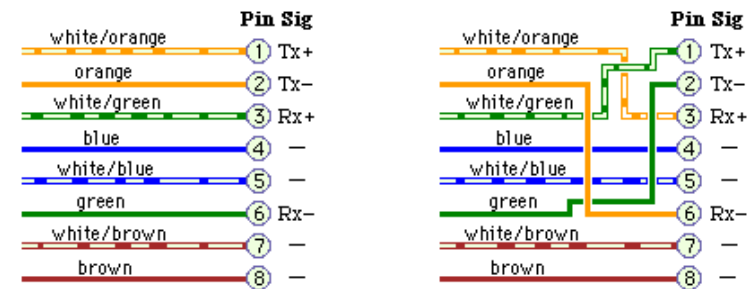 Pin Sig
white/orange 1 Tx+
orange 2 Tx−
white/green 3 Rx+
blue 4 −
white/blue 5 −
green 6 Rx−
white/brown 7 −
brown 8 −
Pin Sig
white/orange 1 Tx+
orange 2 Tx−
white/green 3 Rx+
blue 4 −
white/blue 5 −
green 6 Rx−
white/brown 7 −
brown 8 −